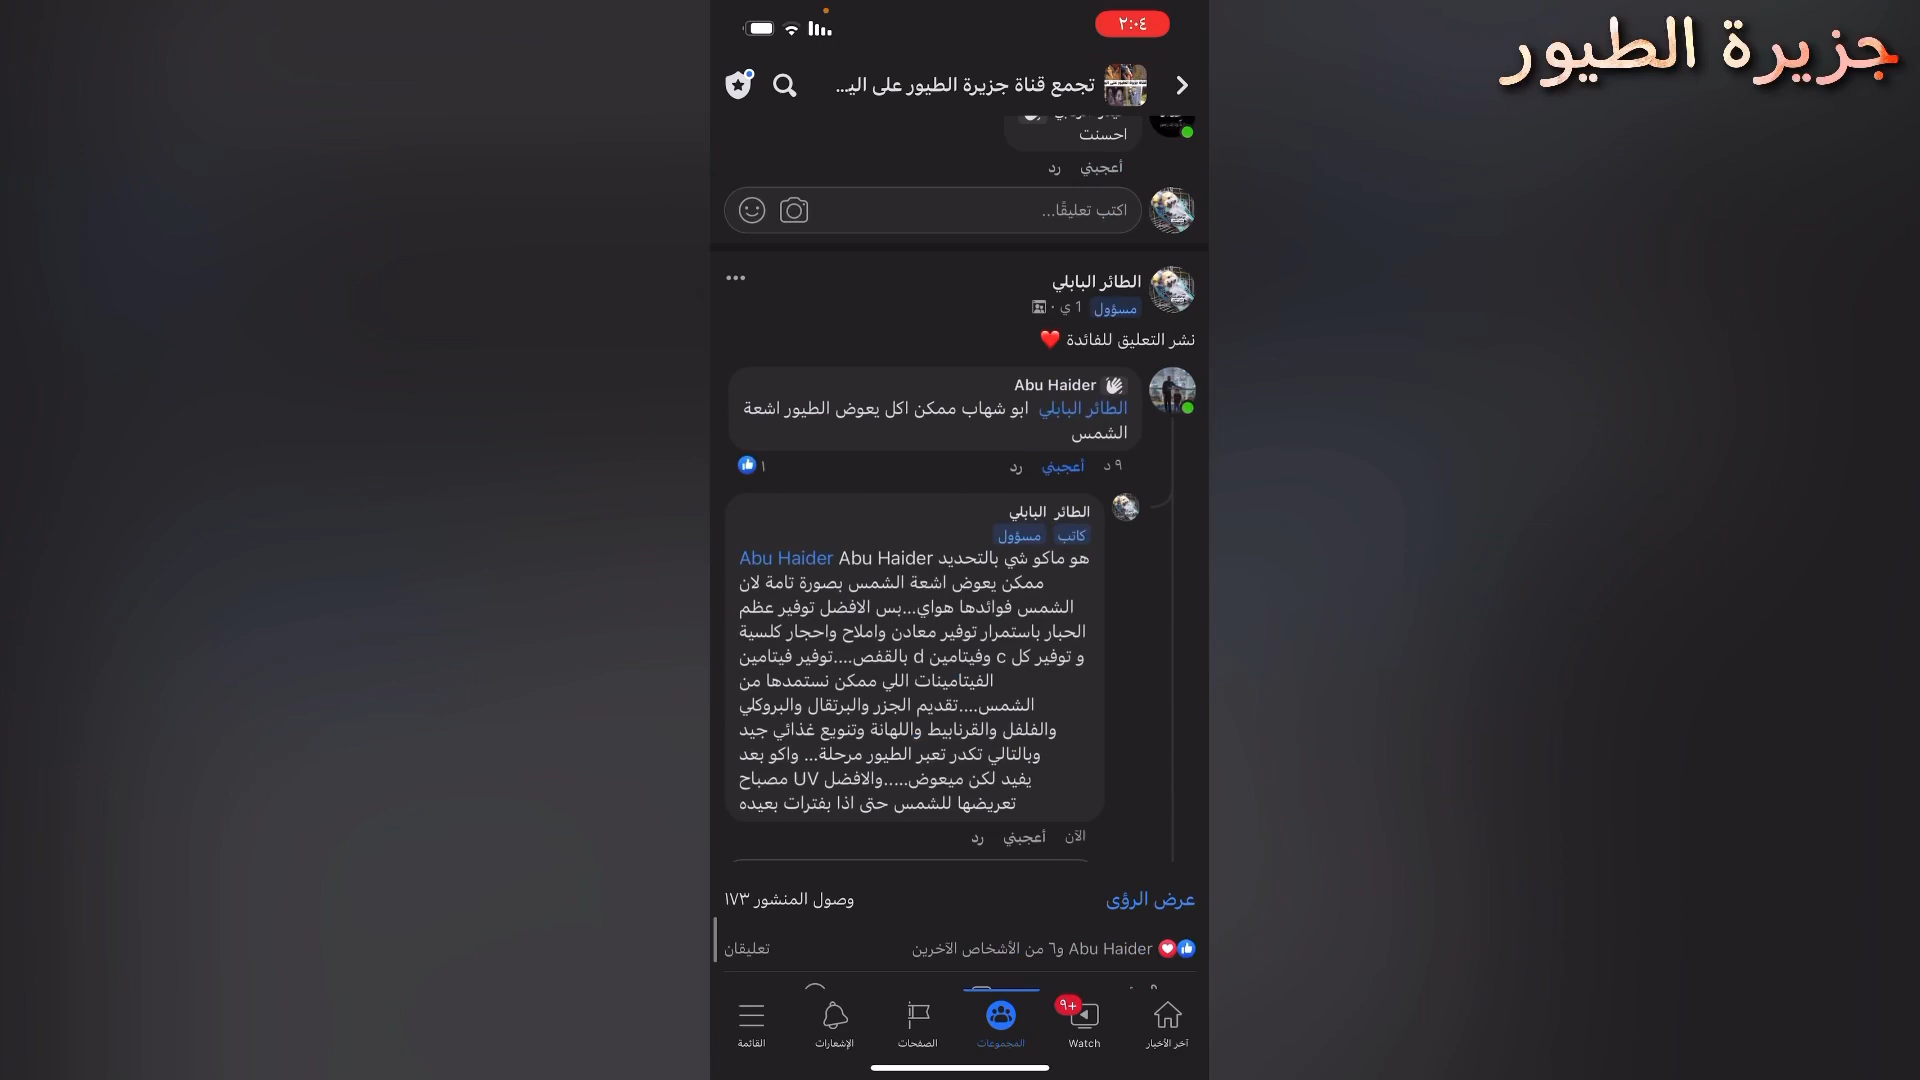 جزيرة الطيور
٢:٠٤
تجمع قناة جزيرة الطيور على الي...
احسنت
أعجبني رد
اكتب تعليقًا...
الطائر البابلي
مسؤول 1 ي
نشر التعليق للفائدة ❤️
Abu Haider
الطائر البابلي ابو شهاب ممكن اكل يعوض الطيور اشعة
الشمس
٩ د أعجبني رد ١
الطائر البابلي
كاتب مسؤول
هو ماكو شي بالتحديد Abu Haider Abu Haider
ممكن يعوض اشعة الشمس بصورة تامة لان
الشمس فوائدها هواي...بس الافضل توفير عظم
الحبار باستمرار توفير معادن واملاح واحجار كلسية
و توفير كل c وفيتامين d بالقفص....توفير فيتامين
الفيتامينات اللي ممكن نستمدها من
الشمس....تقديم الجزر والبرتقال والبروكلي
والفلفل والقرنابيط واللهانة وتنويع غذائي جيد
وبالتالي تكدر تعبر الطيور مرحلة... واكو بعد
يفيد لكن ميعوض.....والافضل UV مصباح
تعريضها للشمس حتى اذا بفترات بعيده
الآن أعجبني رد
عرض الرؤى وصول المنشور ١٧٣
Abu Haider و٦ من الأشخاص الآخرين تعليقان
+٩
آخر الأخبار Watch المجموعات الصفحات الإشعارات القائمة